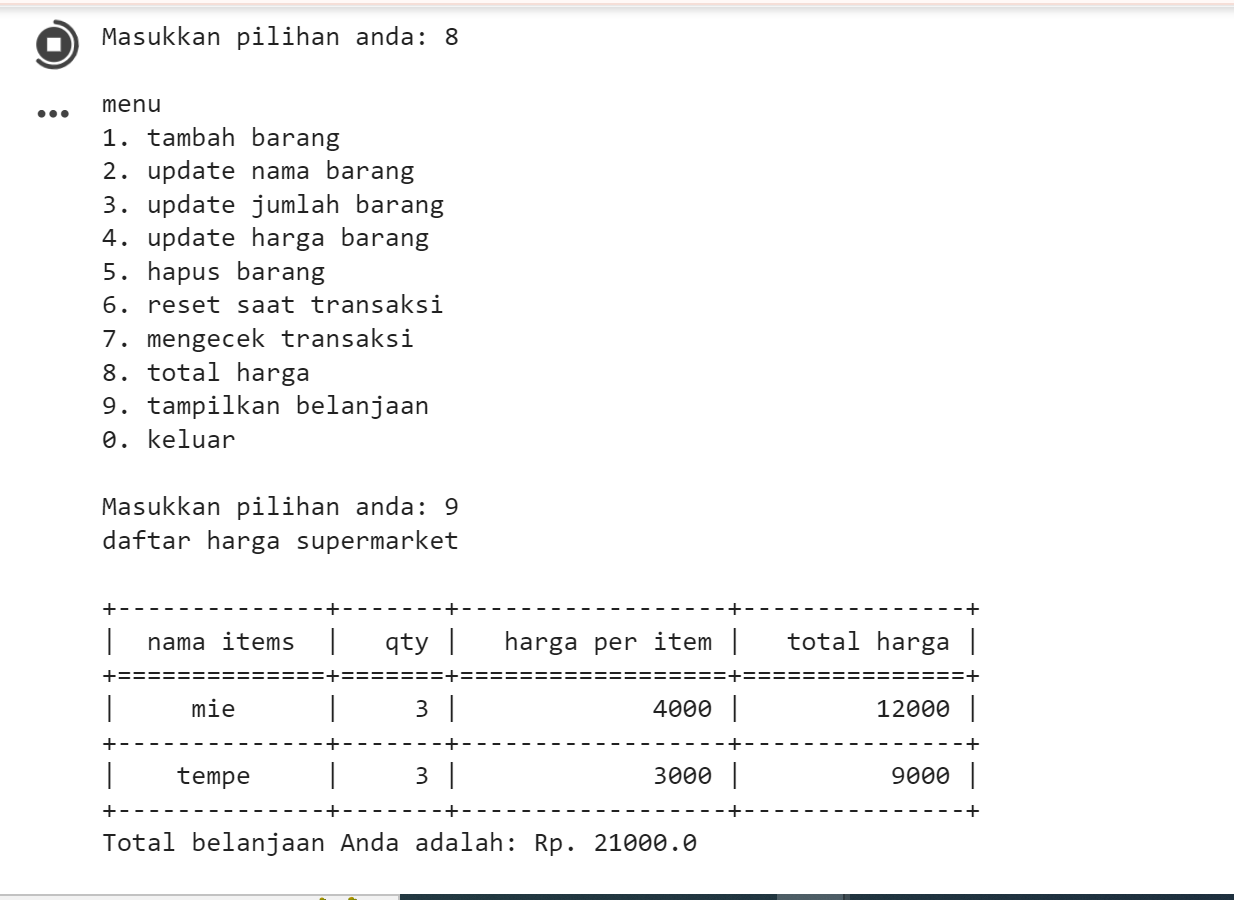 Masukkan pilihan anda: 8
menu
1. tambah barang
2. update nama barang
3. update jumlah barang
4. update harga barang
5. hapus barang
6. reset saat transaksi
7. mengecek transaksi
8. total harga
9. tampilkan belanjaan
0. keluar
Masukkan pilihan anda: 9
daftar harga supermarket
+--------------+-------+------------------+---------------+
|  nama items  |   qty |   harga per item |   total harga |
+==============+=======+==================+===============+
|     mie      |     3 |             4000 |         12000 |
+--------------+-------+------------------+---------------+
|    tempe     |     3 |             3000 |          9000 |
+--------------+-------+------------------+---------------+
Total belanjaan Anda adalah: Rp. 21000.0